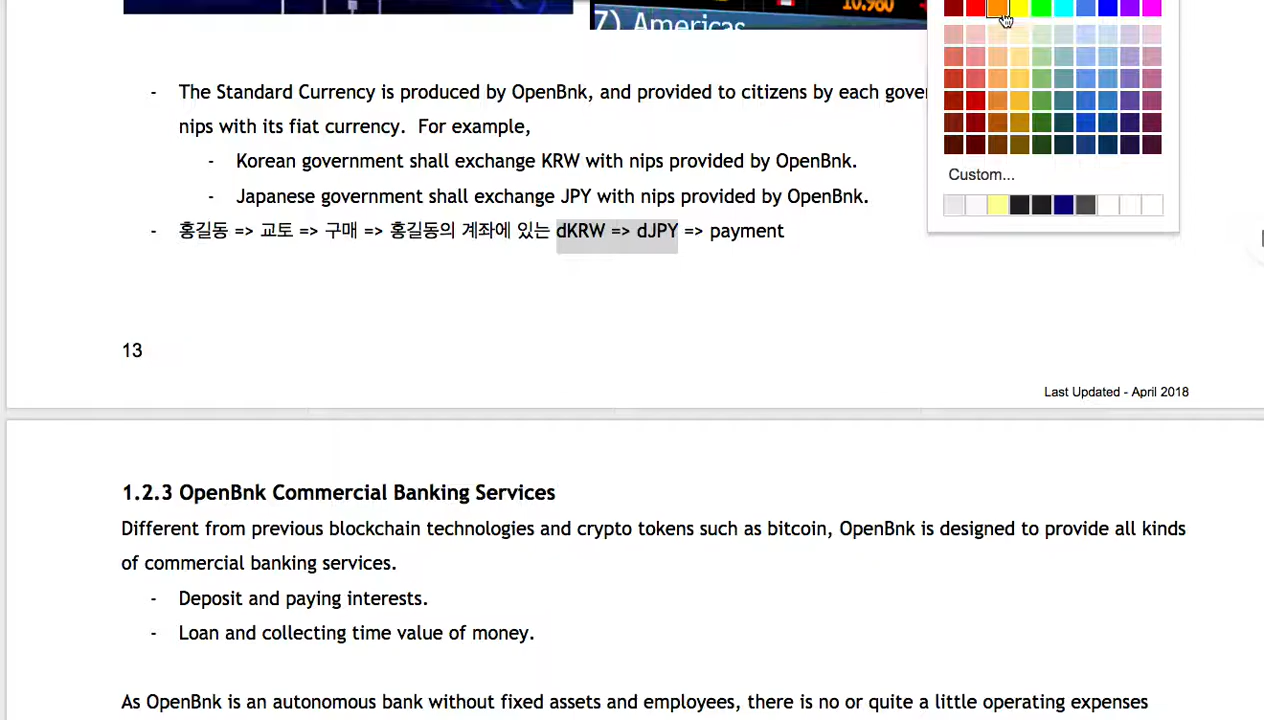 10.980
7) Americas
- The Standard Currency is produced by OpenBnk, and provided to citizens by each
nips with its fiat currency. For example,
- Korean government shall exchange KRW with nips provided by OpenBnk.
- Japanese government shall exchange JPY with nips provided by OpenBnk.
- 홍길동 => 교토 => 구매 => 홍길동의 계좌에 있는 dKRW => dJPY => payment
Custom...
13
Last Updated - April 2018
1.2.3 OpenBnk Commercial Banking Services
Different from previous blockchain technologies and crypto tokens such as bitcoin, OpenBnk is designed to provide all kinds
of commercial banking services.
- Deposit and paying interests.
- Loan and collecting time value of money.
As OpenBnk is an autonomous bank without fixed assets and employees, there is no or quite a little operating expenses